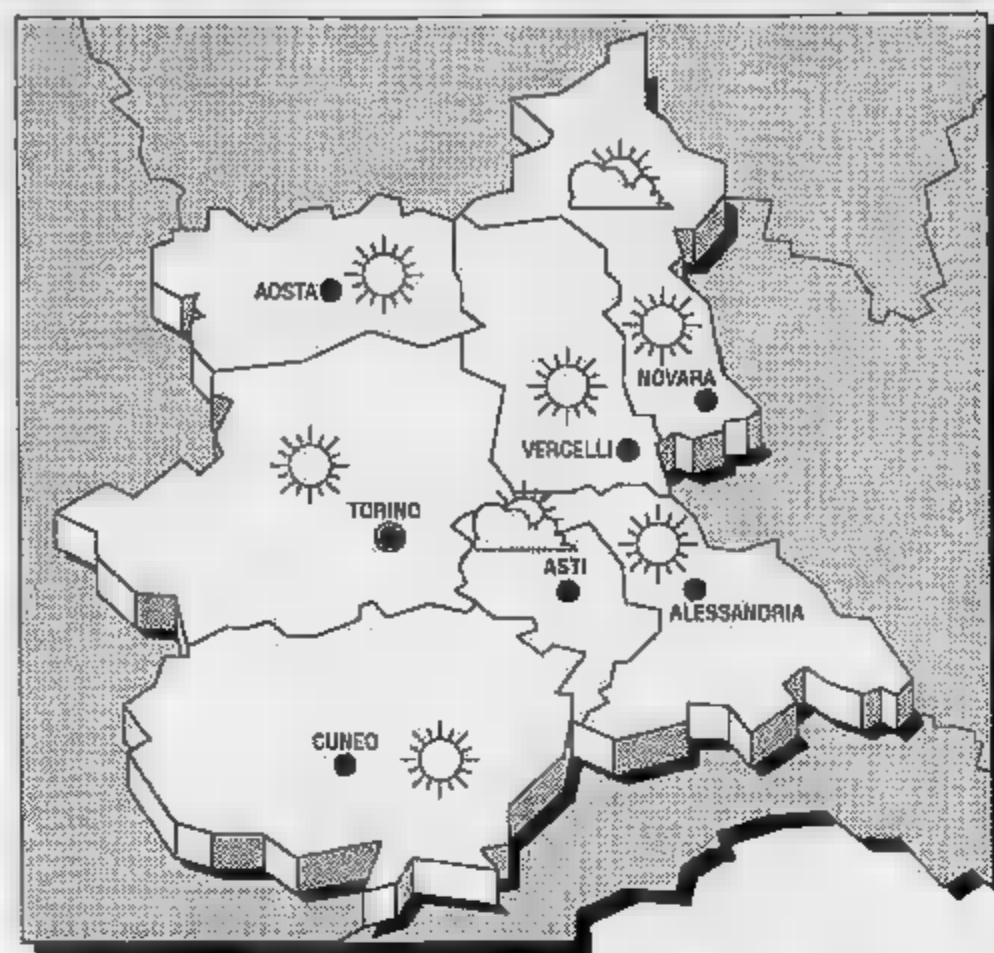 AOSTA
NOVARA
VERCELLI
TORINO
ASTI
ALESSANDRIA
CUNEO